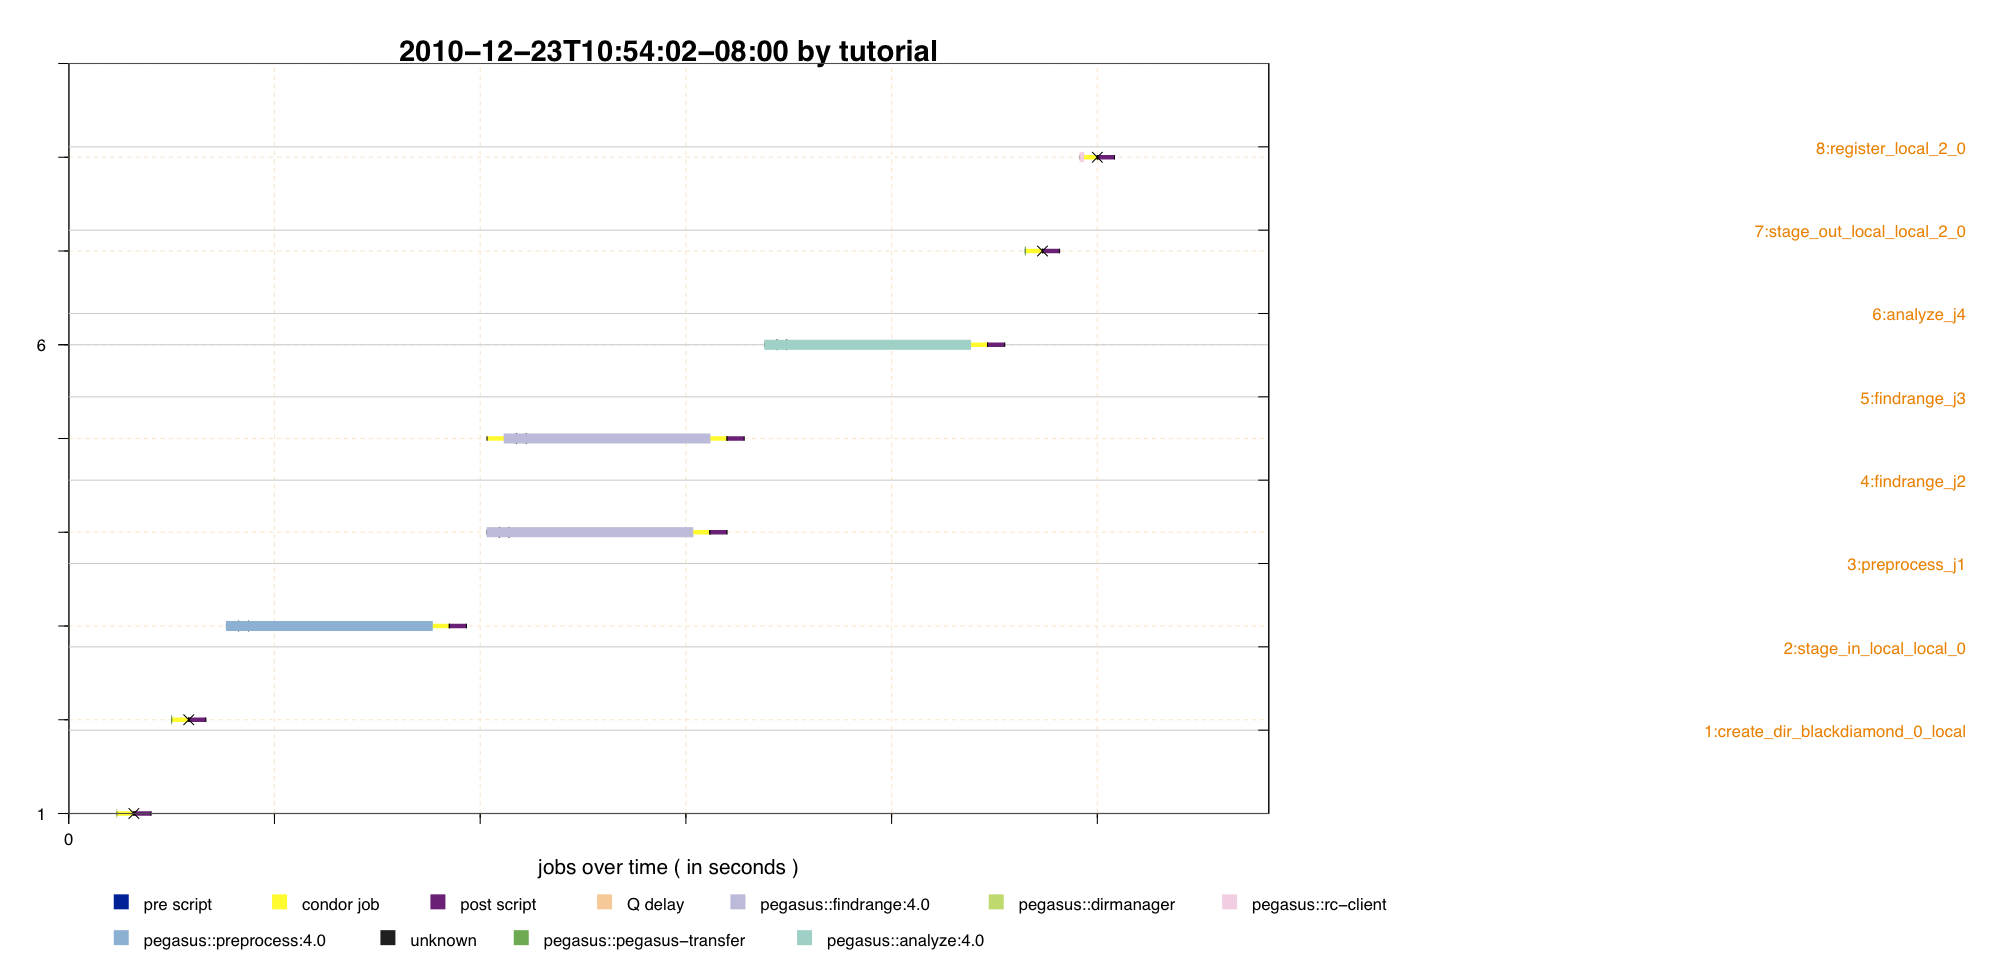 2010−12−23T10:54:02−08:00 by tutorial
8:register_local_2_0
7:stage_out_local_local_2_0
6:analyze_j4
6
5:findrange_j3
4:findrange_j2
3:preprocess_j1
2:stage_in_local_local_0
1:create_dir_blackdiamond_0_local
1
0
jobs over time ( in seconds )
pre script condor job post script Q delay pegasus::findrange:4.0 pegasus::dirmanager pegasus::rc−client
pegasus::preprocess:4.0 unknown pegasus::pegasus−transfer pegasus::analyze:4.0